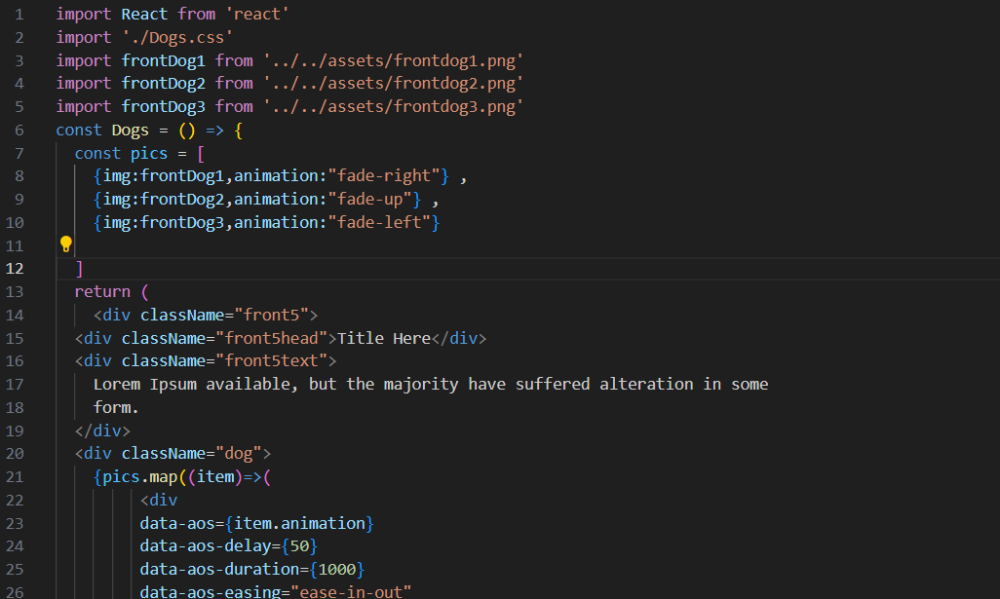 1 import React from 'react'
2 import './Dogs.css'
3 import frontDog1 from '../../assets/frontdog1.png'
4 import frontDog2 from '../../assets/frontdog2.png'
5 import frontDog3 from '../../assets/frontdog3.png'
6 const Dogs = () => {
7 const pics = [
8 {img:frontDog1,animation:"fade-right"} ,
9 {img:frontDog2,animation:"fade-up"} ,
10 {img:frontDog3,animation:"fade-left"}
11
12 ]
13 return (
14 <div className="front5">
15 <div className="front5head">Title Here</div>
16 <div className="front5text">
17 Lorem Ipsum available, but the majority have suffered alteration in some
18 form.
19 </div>
20 <div className="dog">
21 {pics.map((item)=>(
22 <div
23 data-aos={item.animation}
24 data-aos-delay={50}
25 data-aos-duration={1000}
26 data-aos-easing="ease-in-out"